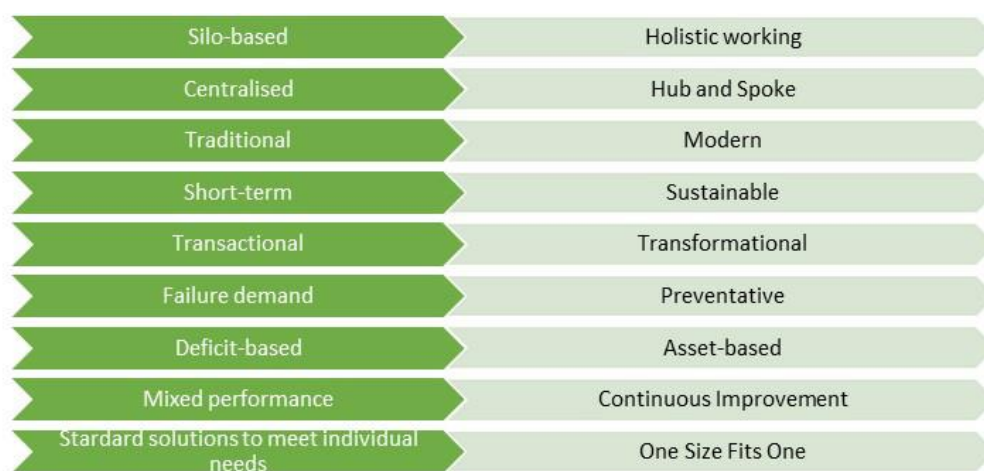 Silo-based
Holistic working
Centralised
Hub and Spoke
Traditional
Modern
Short-term
Sustainable
Transactional
Transformational
Failure demand
Preventative
Deficit-based
Asset-based
Mixed performance
Continuous Improvement
Stardard solutions to meet individual
needs
One Size Fits One